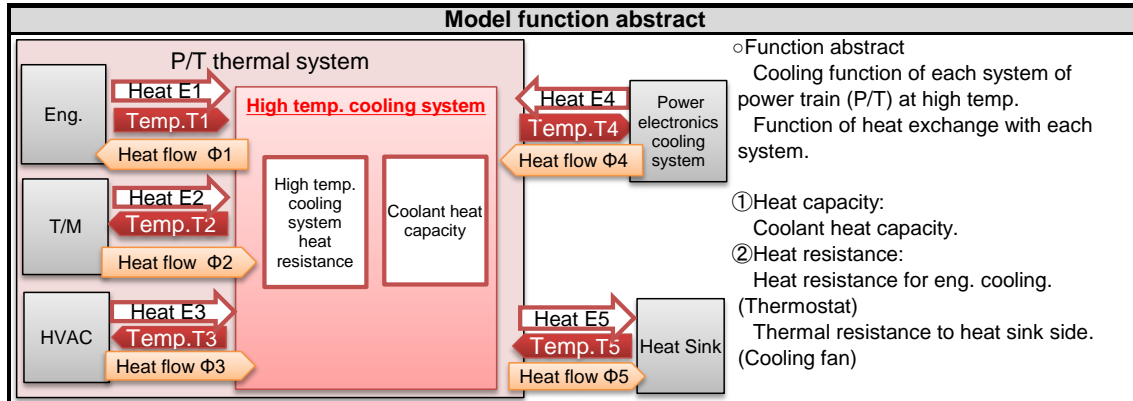 Model function abstract
P/T thermal system
Eng.
Heat E1
Temp.T1
Heat flow Φ1
T/M
Heat E2
Temp.T2
Heat flow Φ2
HVAC
Heat E3
Temp.T3
Heat flow Φ3
High temp. cooling system
High temp.
cooling
system
heat
resistance
Coolant heat
capacity
Heat E4
Temp.T4
Heat flow Φ4
Power
electronics
cooling
system
Heat E5
Temp.T5
Heat flow Φ5
Heat Sink
○Function abstract
Cooling function of each system of
power train (P/T) at high temp.
Function of heat exchange with each
system.
①Heat capacity:
Coolant heat capacity.
②Heat resistance:
Heat resistance for eng. cooling.
(Thermostat)
Thermal resistance to heat sink side.
(Cooling fan)